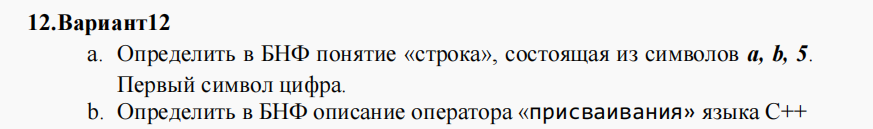 12.Вариант12
a. Определить в БНФ понятие «строка», состоящая из символов a, b, 5.
Первый символ цифра.
b. Определить в БНФ описание оператора «присваивания» языка C++